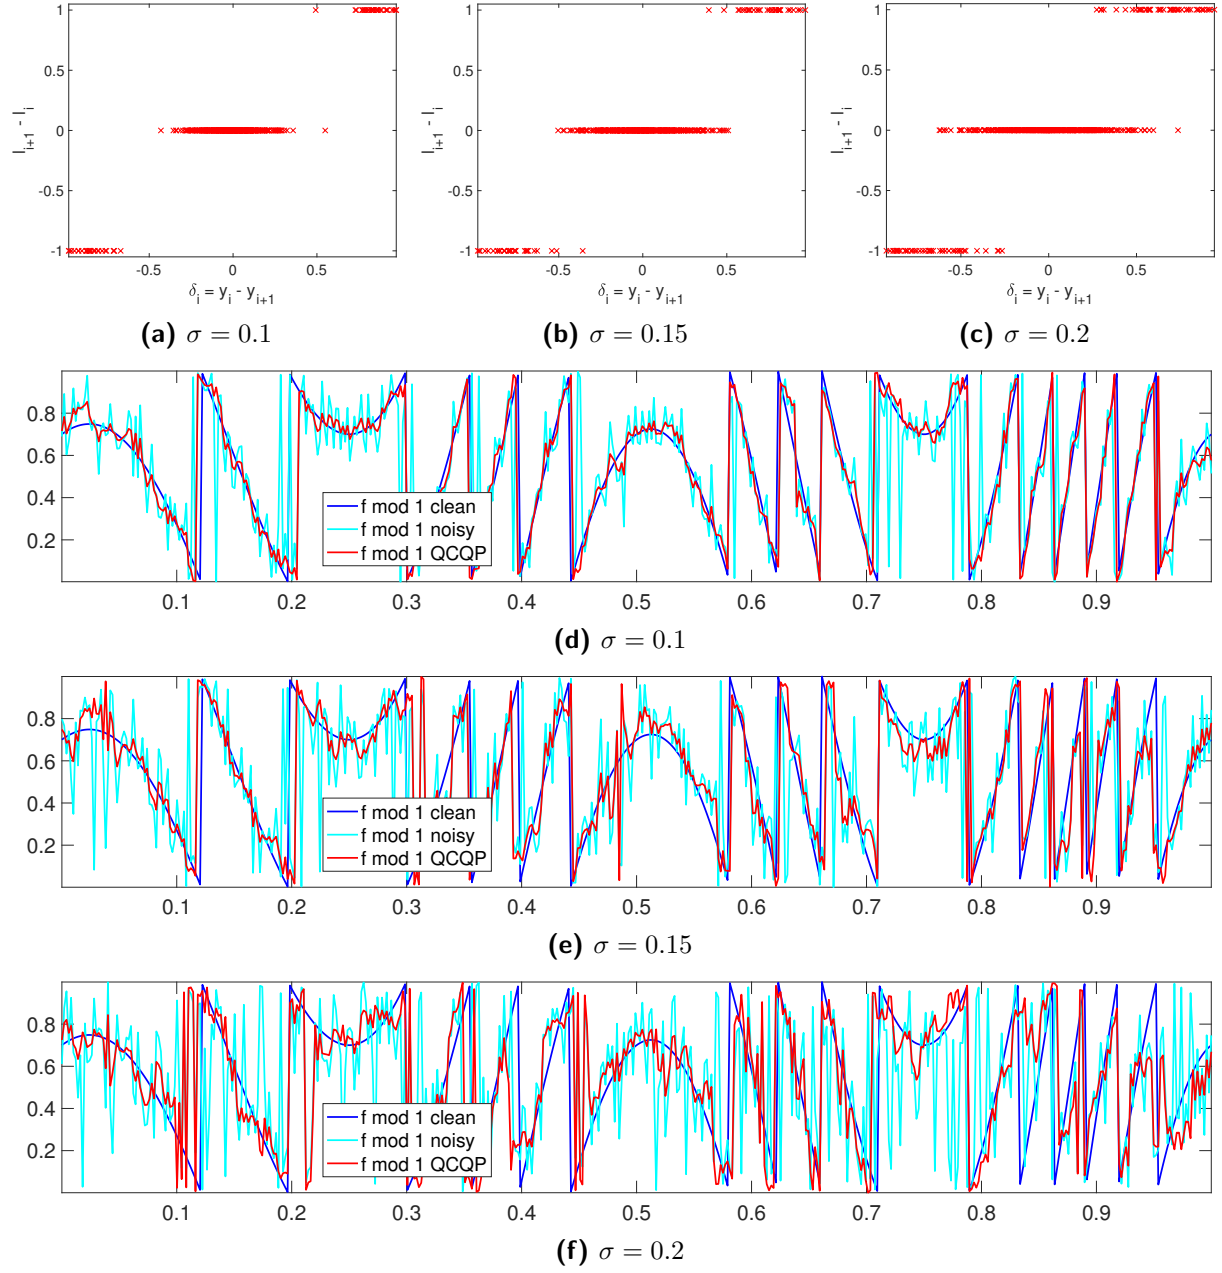 1
0.5
0
-0.5
-1
l_{i+1} - l_i
-0.5 0 0.5
δ_i = y_i - y_{i+1}
(a) σ = 0.1
1
0.5
0
-0.5
-1
l_{i+1} - l_i
-0.5 0 0.5
δ_i = y_i - y_{i+1}
(b) σ = 0.15
1
0.5
0
-0.5
-1
l_{i+1} - l_i
-0.5 0 0.5
δ_i = y_i - y_{i+1}
(c) σ = 0.2
0.8
0.6
0.4
0.2
f mod 1 clean
f mod 1 noisy
f mod 1 QCQP
0.1 0.2 0.3 0.4 0.5 0.6 0.7 0.8 0.9
(d) σ = 0.1
0.8
0.6
0.4
0.2
f mod 1 clean
f mod 1 noisy
f mod 1 QCQP
0.1 0.2 0.3 0.4 0.5 0.6 0.7 0.8 0.9
(e) σ = 0.15
0.8
0.6
0.4
0.2
f mod 1 clean
f mod 1 noisy
f mod 1 QCQP
0.1 0.2 0.3 0.4 0.5 0.6 0.7 0.8 0.9
(f) σ = 0.2